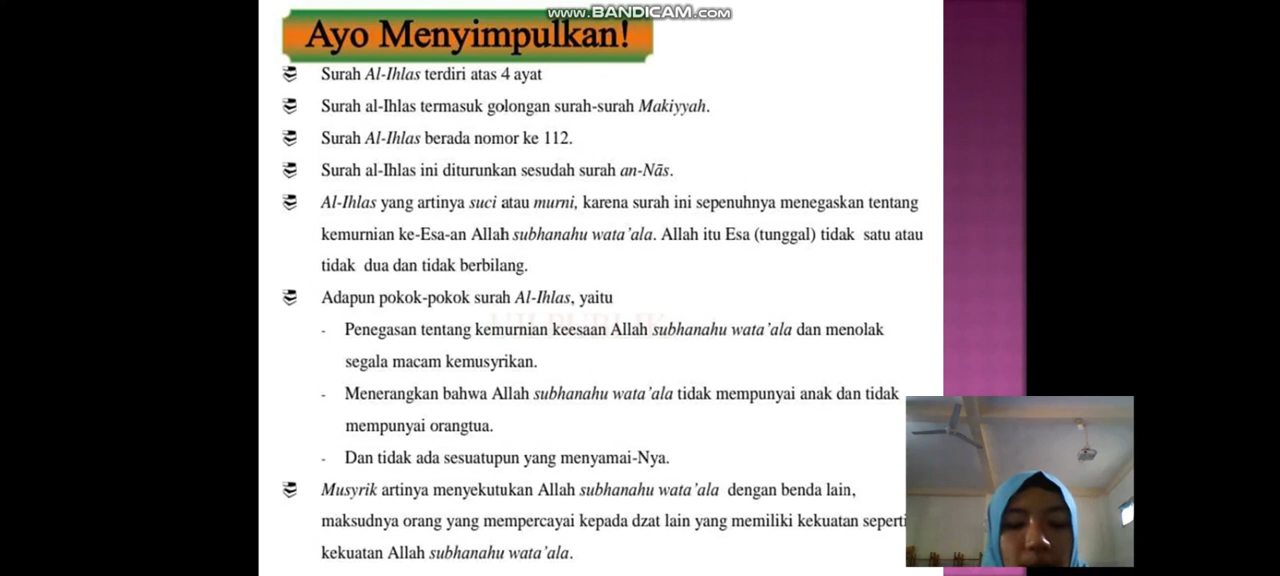 WWW.BANDICAM.COM
Ayo Menyimpulkan!
Surah Al-Ihlas terdiri atas 4 ayat
Surah al-Ihlas termasuk golongan surah-surah Makiyyah.
Surah Al-Ihlas berada nomor ke 112.
Surah al-Ihlas ini diturunkan sesudah surah an-Nās.
Al-Ihlas yang artinya suci atau murni, karena surah ini sepenuhnya menegaskan tentang
kemurnian ke-Esa-an Allah subhanahu wata’ala. Allah itu Esa (tunggal) tidak satu atau
tidak dua dan tidak berbilang.
Adapun pokok-pokok surah Al-Ihlas, yaitu
- Penegasan tentang kemurnian keesaan Allah subhanahu wata’ala dan menolak
segala macam kemusyrikan.
- Menerangkan bahwa Allah subhanahu wata’ala tidak mempunyai anak dan tidak
mempunyai orangtua.
- Dan tidak ada sesuatupun yang menyamai-Nya.
Musyrik artinya menyekutukan Allah subhanahu wata’ala dengan benda lain,
maksudnya orang yang mempercayai kepada dzat lain yang memiliki kekuatan seperti
kekuatan Allah subhanahu wata’ala.